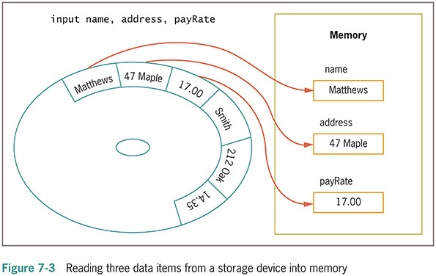 input name, address, payRate
Memory
Matthews
47 Maple
17.00
Smith
212 Oak
14.35
name
Matthews
address
47 Maple
payRate
17.00
Figure 7-3 Reading three data items from a storage device into memory